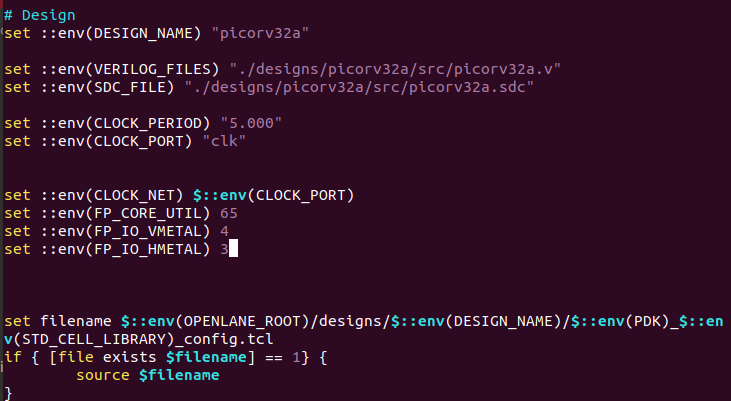 # Design
set ::env(DESIGN_NAME) "picorv32a"
set ::env(VERILOG_FILES) "./designs/picorv32a/src/picorv32a.v"
set ::env(SDC_FILE) "./designs/picorv32a/src/picorv32a.sdc"
set ::env(CLOCK_PERIOD) "5.000"
set ::env(CLOCK_PORT) "clk"
set ::env(CLOCK_NET) $::env(CLOCK_PORT)
set ::env(FP_CORE_UTIL) 65
set ::env(FP_IO_VMETAL) 4
set ::env(FP_IO_HMETAL) 3
set filename $::env(OPENLANE_ROOT)/designs/$::env(DESIGN_NAME)/$::env(PDK)_$::en
v(STD_CELL_LIBRARY)_config.tcl
if { [file exists $filename] == 1} {
        source $filename
}